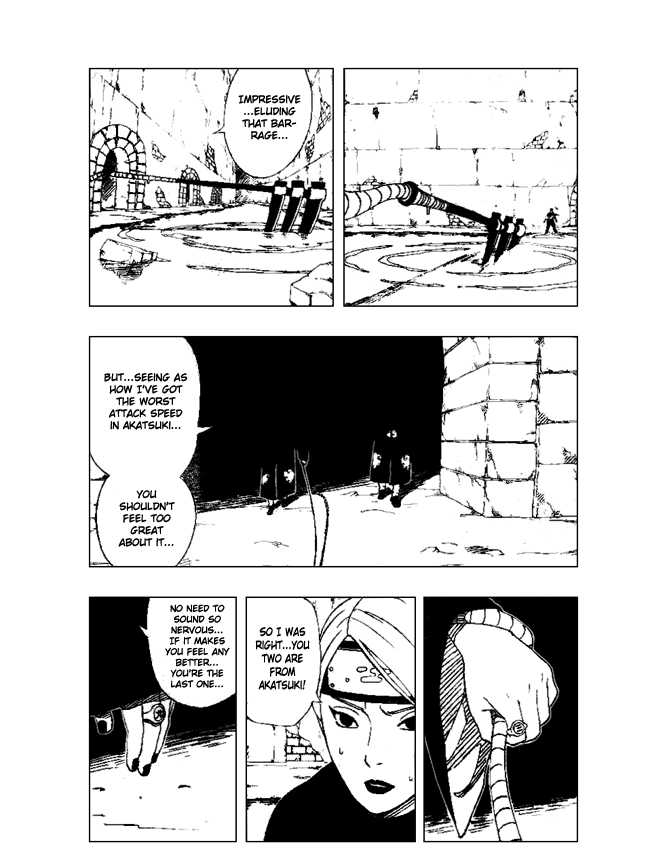 IMPRESSIVE
...ELUDING
THAT BAR-
RAGE...
BUT...SEEING AS
HOW I'VE GOT
THE WORST
ATTACK SPEED
IN AKATSUKI...
YOU
SHOULDN'T
FEEL TOO
GREAT
ABOUT IT...
SO I WAS
RIGHT...YOU
TWO ARE
FROM
AKATSUKI!
NO NEED TO
SOUND SO
NERVOUS...
IF IT MAKES
YOU FEEL ANY
BETTER...
YOU'RE THE
LAST ONE...